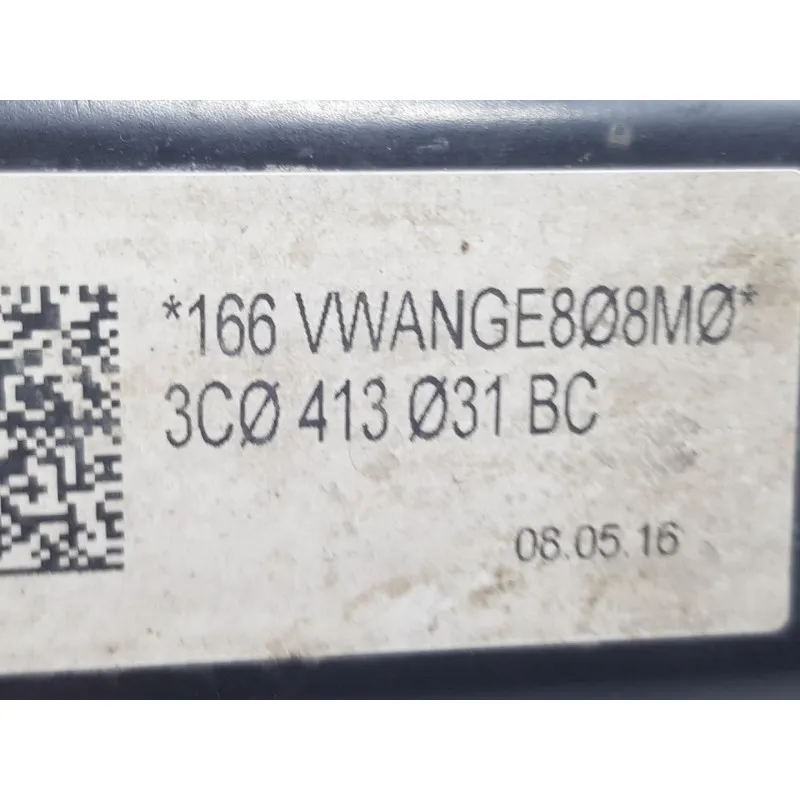 *166 VWANGE8Ø8MØ*
3CØ 413 Ø31 BC
08.05.16